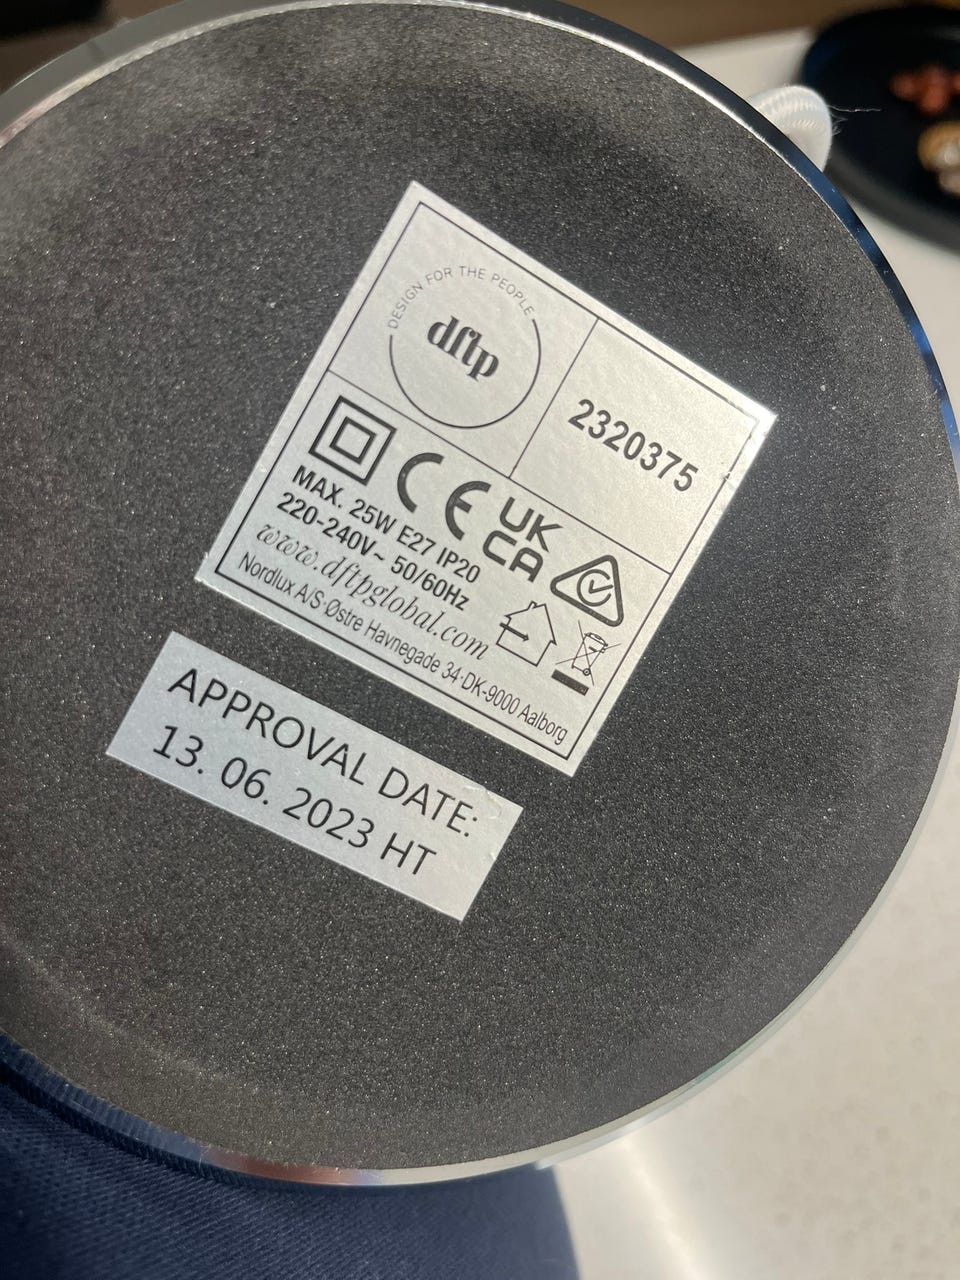 DESIGN FOR THE PEOPLE
dftp
2320375
CE UK CA
MAX. 25W E27 IP20
220-240V~ 50/60Hz
www.dftpglobal.com
Nordlux A/S·Østre Havnegade 34·DK-9000 Aalborg
APPROVAL DATE:
13. 06. 2023 HT